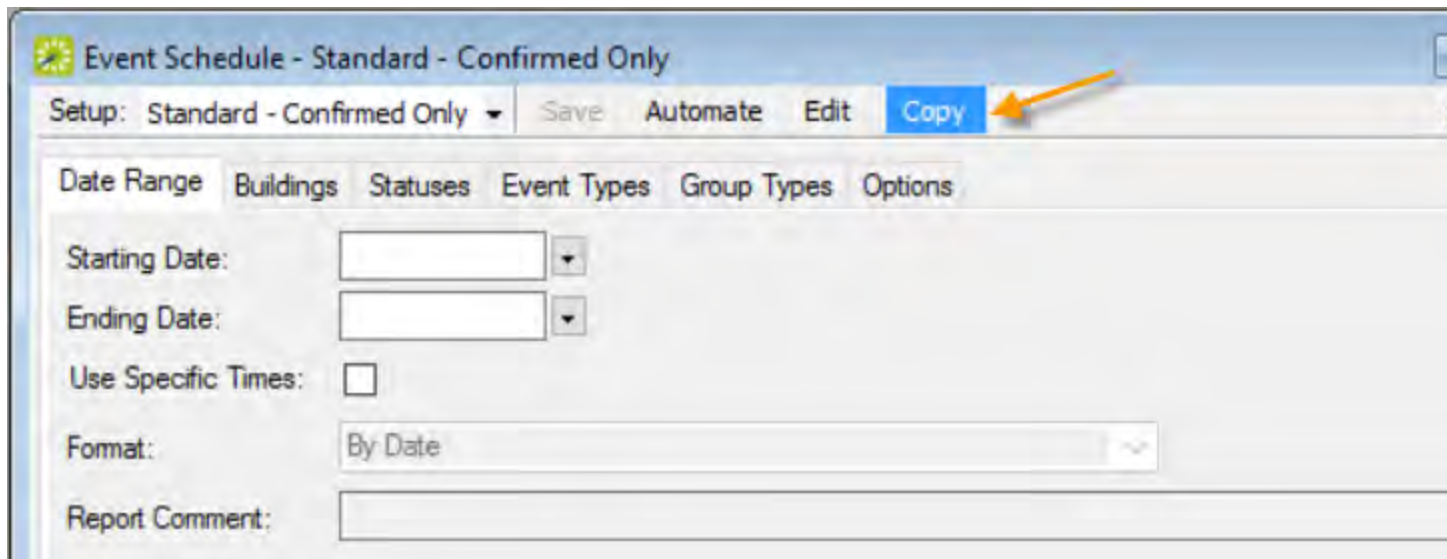 Event Schedule - Standard - Confirmed Only
Setup: Standard - Confirmed Only Save Automate Edit Copy
Date Range Buildings Statuses Event Types Group Types Options
Starting Date:
Ending Date:
Use Specific Times:
Format: By Date
Report Comment: